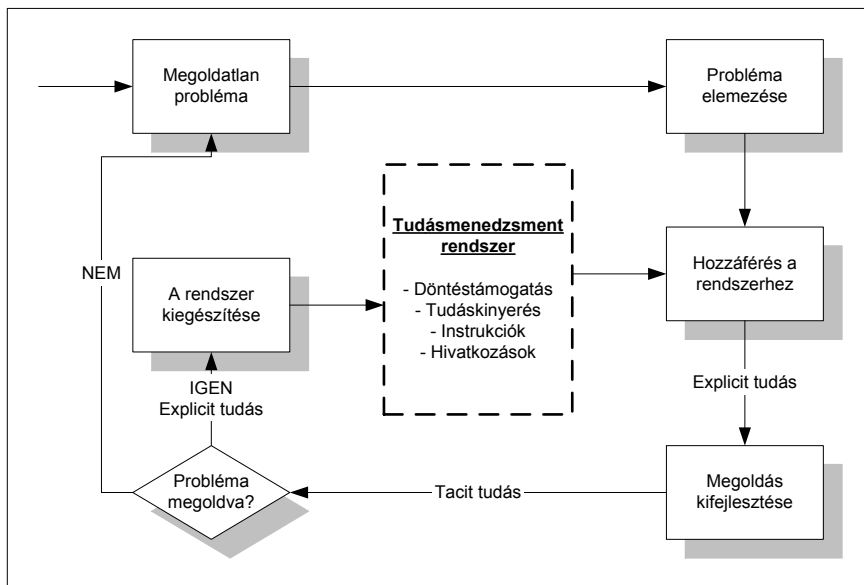 Megoldatlan
probléma
Probléma
elemezése
Tudásmenedzsment
rendszer
- Döntéstámogatás
- Tudáskinyerés
- Instrukciók
- Hivatkozások
Hozzáférés a
rendszerhez
NEM
A rendszer
kiegészítése
IGEN
Explicit tudás
Explicit tudás
Probléma
megoldva?
Tacit tudás
Megoldás
kifejlesztése